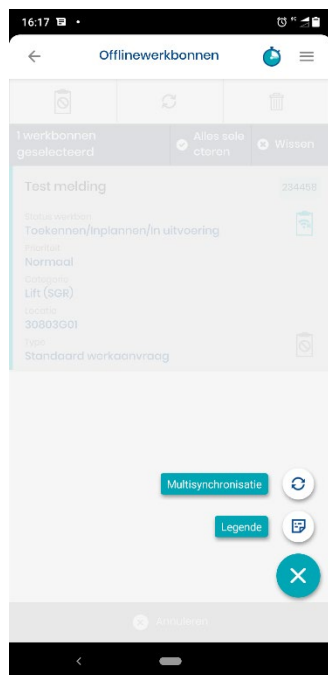 16:17
Offlinewerkbonnen
1 werkbonnen
geselecteerd
Alles sele
cteren
Wissen
Test melding
234458
Status werkbon
Toekennen/Inplannen/in uitvoering
Prioriteit
Normaal
Categorie
Lift (SGR)
Locatie
30803G01
Type
Standaard werkaanvraag
Multisynchronisatie
Legende
Annuleren